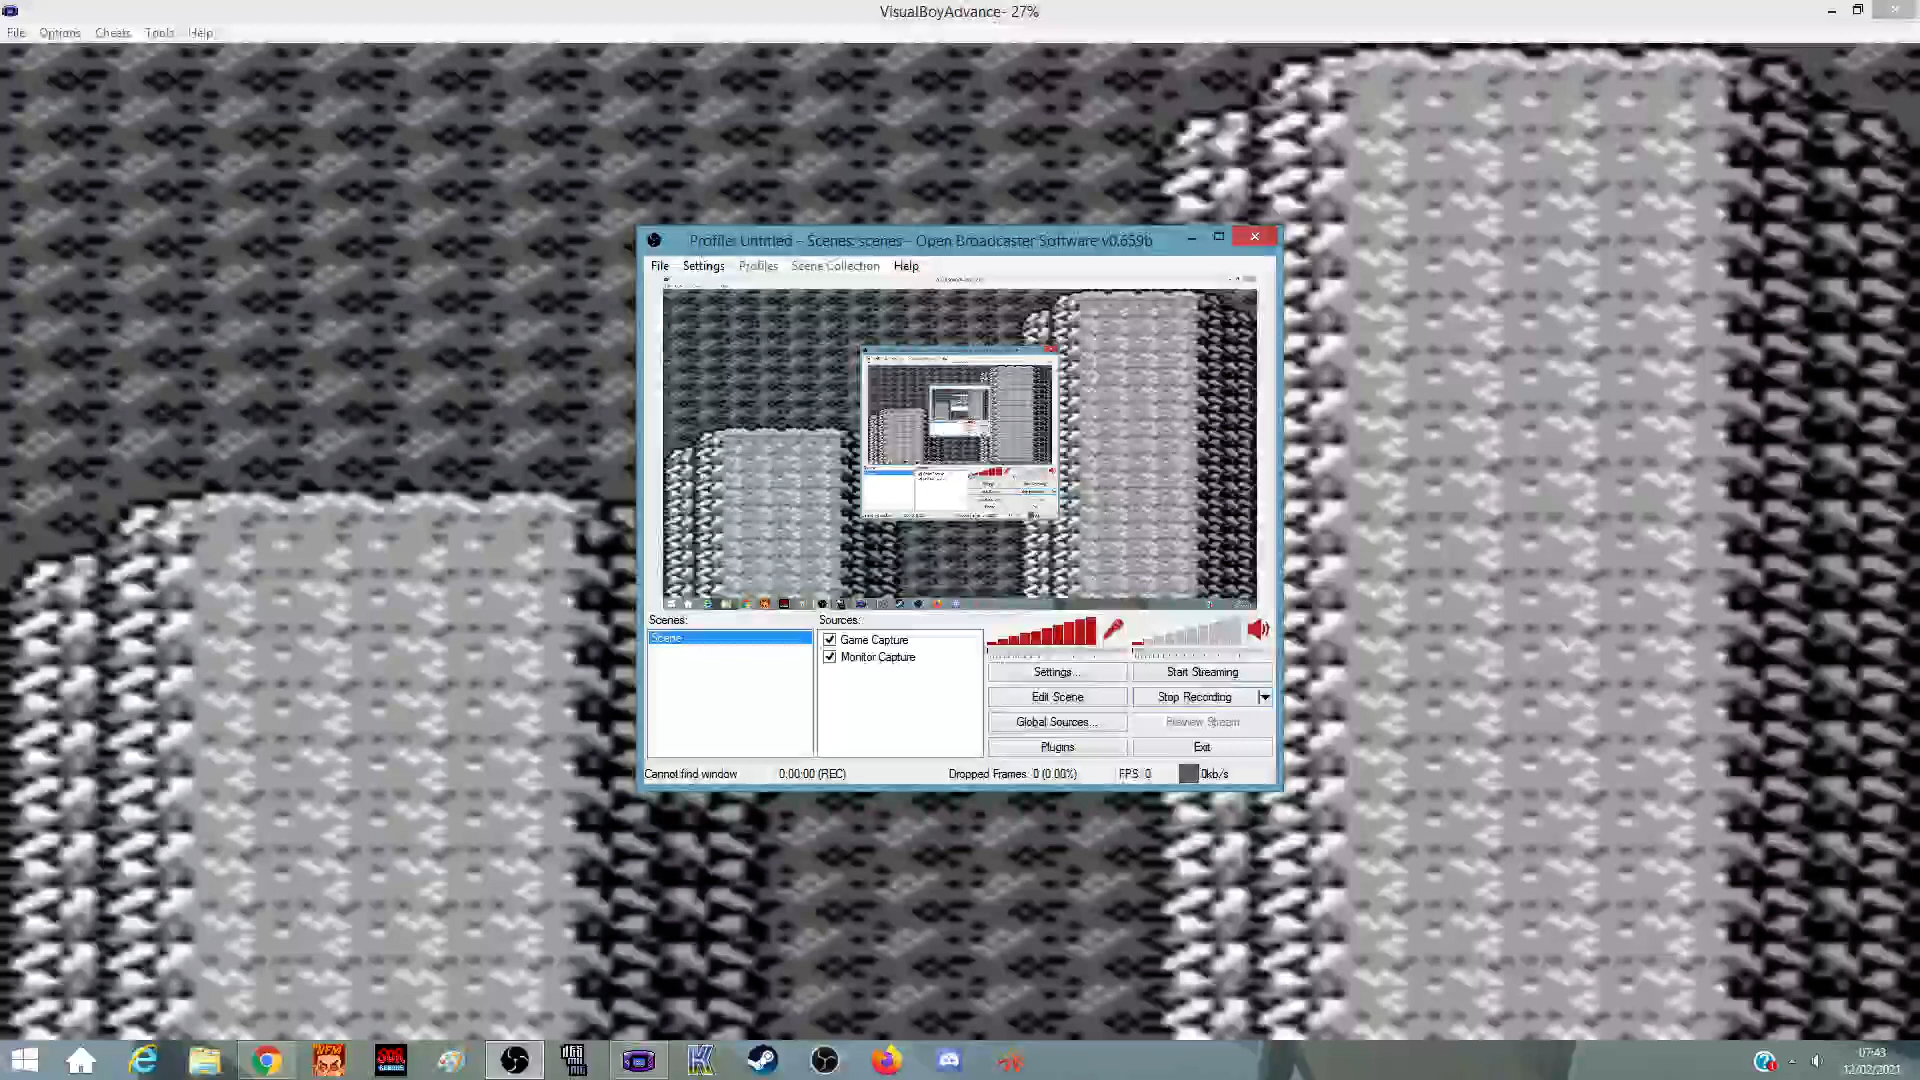 VisualBoyAdvance- 27%
File Options Cheats Tools Help
Profile: Untitled - Scenes: scenes - Open Broadcaster Software v0.659b
File Settings Profiles Scene Collection Help
Scenes: Sources:
Scene
Game Capture
Monitor Capture
Settings... Start Streaming
Edit Scene Stop Recording
Global Sources... Preview Stream
Plugins Exit
Cannot find window 0:00:00 (REC) Dropped Frames: 0 (0.00%) FPS: 0 0kb/s
07:43
12/02/2021